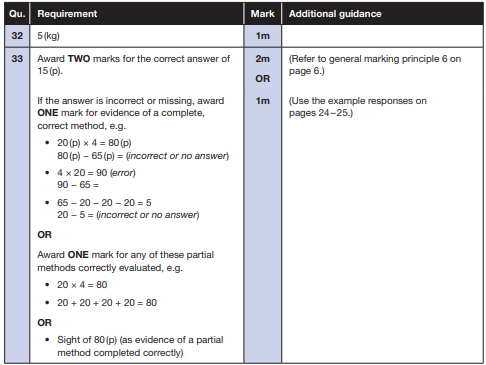 Qu. Requirement Mark Additional guidance
32 5 (kg) 1m
33 Award TWO marks for the correct answer of 2m (Refer to general marking principle 6 on
15 (p). page 6.)
OR
If the answer is incorrect or missing, award 1m (Use the example responses on
ONE mark for evidence of a complete, pages 24–25.)
correct method, e.g.
• 20 (p) × 4 = 80 (p)
80 (p) – 65 (p) = (incorrect or no answer)
• 4 × 20 = 90 (error)
90 – 65 =
• 65 – 20 – 20 – 20 = 5
20 – 5 = (incorrect or no answer)
OR
Award ONE mark for any of these partial
methods correctly evaluated, e.g.
• 20 × 4 = 80
• 20 + 20 + 20 + 20 = 80
OR
• Sight of 80 (p) (as evidence of a partial
method completed correctly)